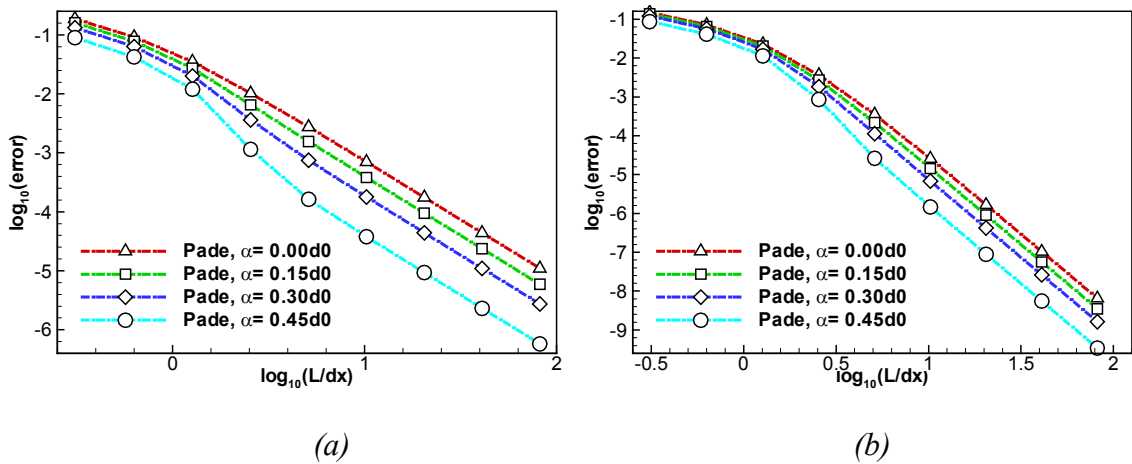 -1
-2
-3
-4
-5
-6
log10(error)
0
1
2
log10(L/dx)
Pade, α= 0.00d0
Pade, α= 0.15d0
Pade, α= 0.30d0
Pade, α= 0.45d0
(a)
-1
-2
-3
-4
-5
-6
-7
-8
-9
log10(error)
-0.5
0
0.5
1
1.5
2
log10(L/dx)
Pade, α= 0.00d0
Pade, α= 0.15d0
Pade, α= 0.30d0
Pade, α= 0.45d0
(b)